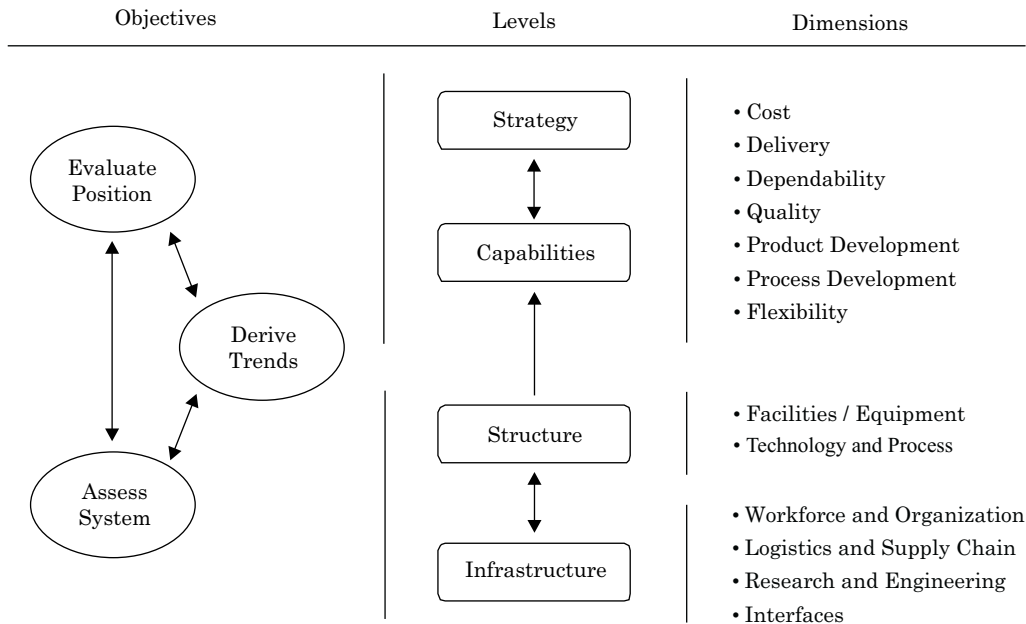 Objectives
Levels
Dimensions
Evaluate
Position
Derive
Trends
Assess
System
Strategy
Capabilities
Structure
Infrastructure
• Cost
• Delivery
• Dependability
• Quality
• Product Development
• Process Development
• Flexibility
• Facilities / Equipment
• Technology and Process
• Workforce and Organization
• Logistics and Supply Chain
• Research and Engineering
• Interfaces